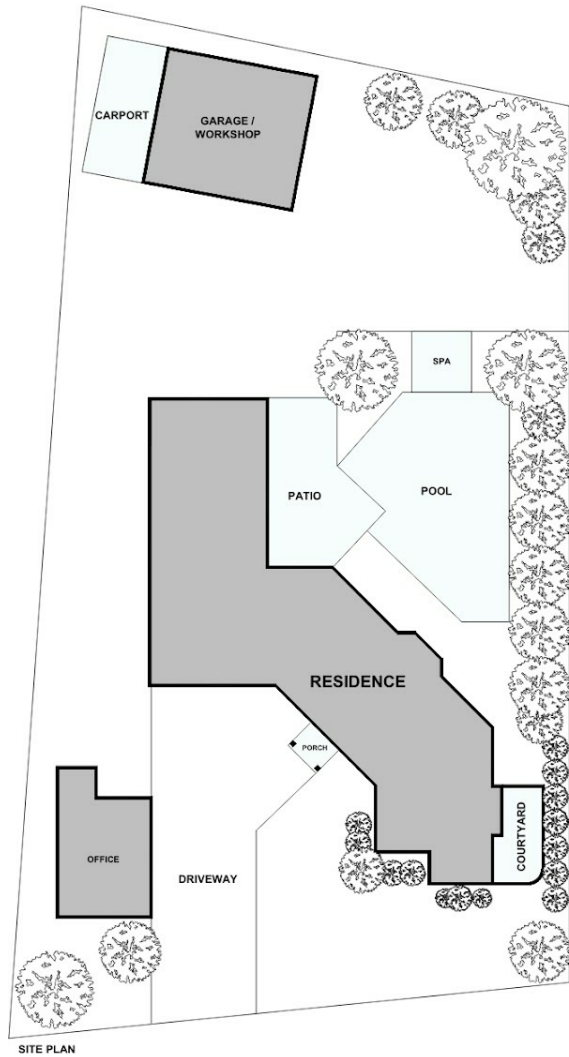 CARPORT
GARAGE /
WORKSHOP
SPA
PATIO
POOL
RESIDENCE
PORCH
OFFICE
DRIVEWAY
COURTYARD
SITE PLAN